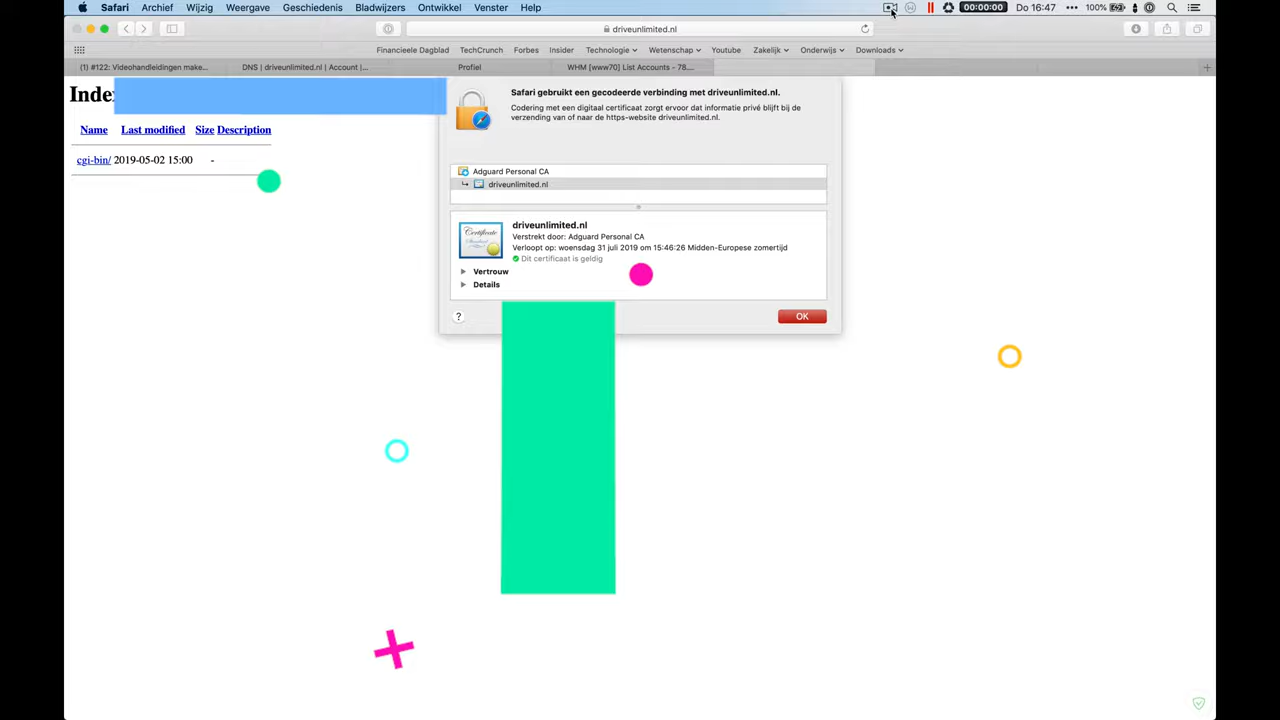 Safari Archief Wijzig Weergave Geschiedenis Bladwijzers Ontwikkel Venster Help 00:00:00 Do 16:47 100%
driveunlimited.nl
Financieele Dagblad TechCrunch Forbes Insider Technologie Wetenschap Youtube Zakelijk Onderwijs Downloads
(1) #122: Videohandleidingen make... DNS | driveunlimited.nl | Account |... Profiel WHM [www70] List Accounts - 78....
Name Last modified Size Description
cgi-bin/ 2019-05-02 15:00 -
Safari gebruikt een gecodeerde verbinding met driveunlimited.nl.
Codering met een digitaal certificaat zorgt ervoor dat informatie privé blijft bij de
verzending van of naar de https-website driveunlimited.nl.
Adguard Personal CA
driveunlimited.nl
Certificate
Standard
driveunlimited.nl
Verstrekt door: Adguard Personal CA
Verloopt op: woensdag 31 juli 2019 om 15:46:26 Midden-Europese zomertijd
Dit certificaat is geldig
Vertrouw
Details
? OK